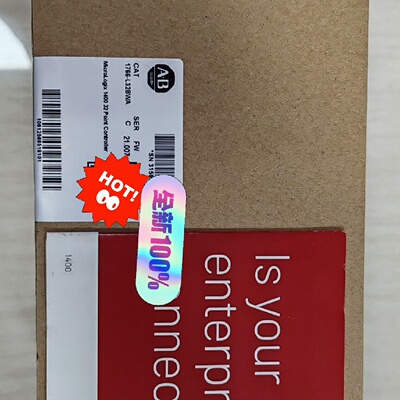 AB
CAT
1766-L32BWA
SER
C
FW
21.007
MicroLogix 1400 32 Point Controller
HOT!
全新100%
1400
Is your
enterpr
nnec